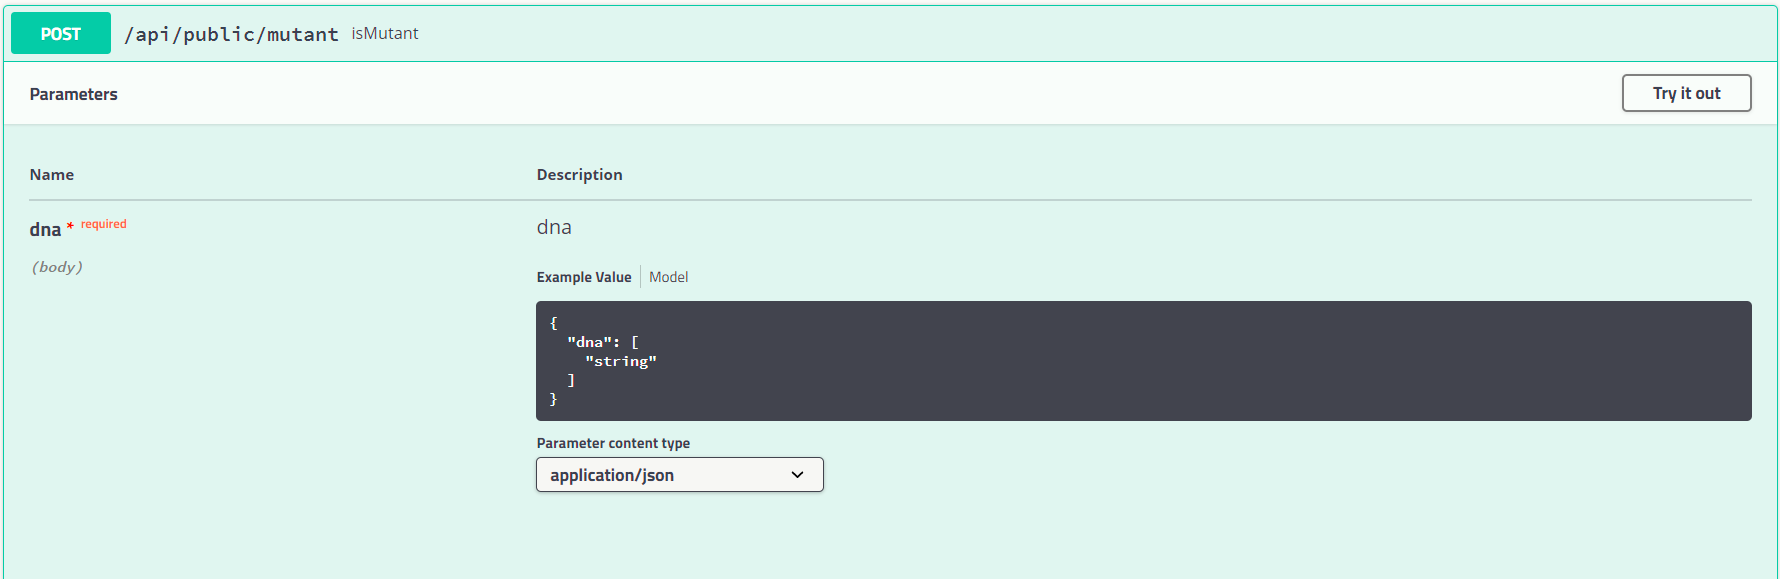 POST /api/public/mutant isMutant
Parameters Try it out
Name Description
dna * required dna
(body)
Example Value Model
{
"dna": [
"string"
]
}
Parameter content type
application/json